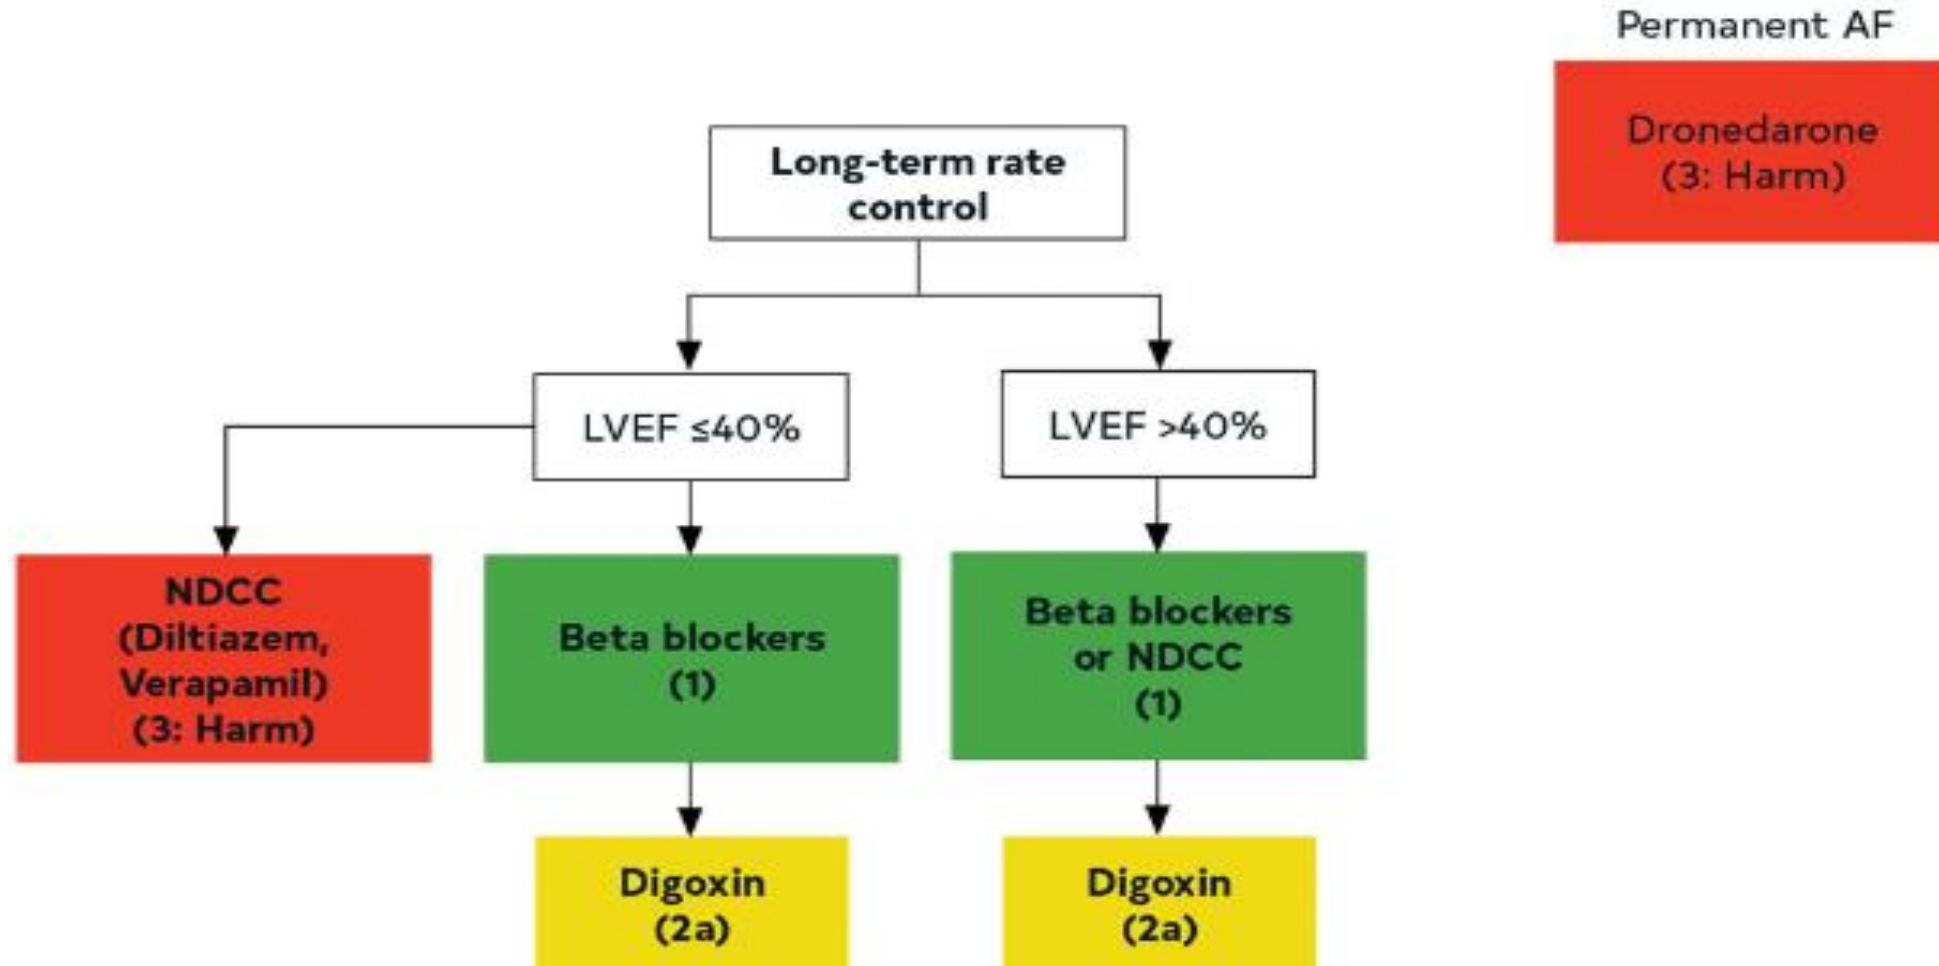 Permanent AF
Dronedarone
(3: Harm)
Long-term rate
control
LVEF ≤40%
LVEF >40%
NDCC
(Diltiazem,
Verapamil)
(3: Harm)
Beta blockers
(1)
Beta blockers
or NDCC
(1)
Digoxin
(2a)
Digoxin
(2a)